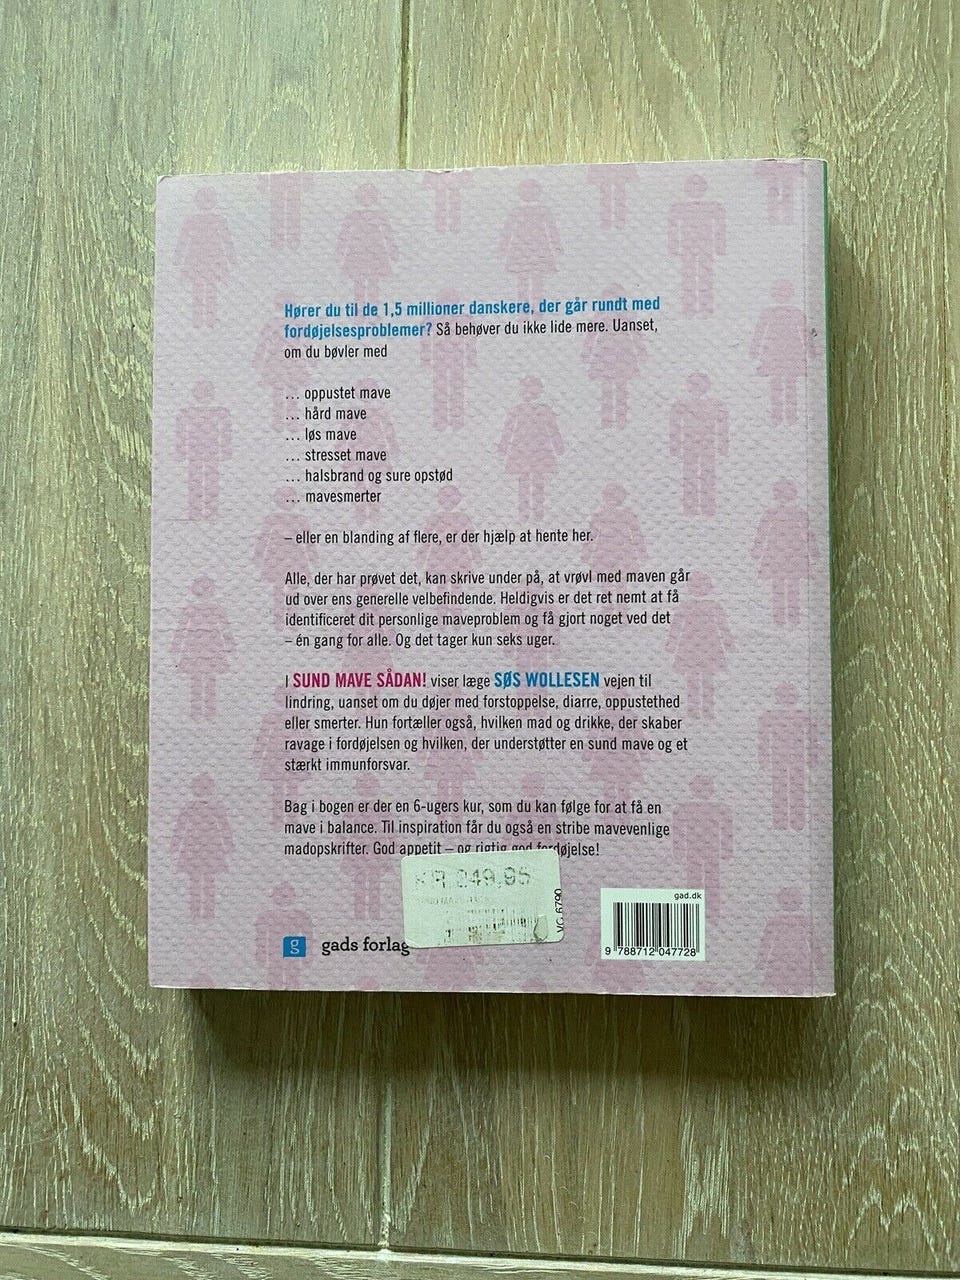 Hører du til de 1,5 millioner danskere, der går rundt med
fordøjelsesproblemer? Så behøver du ikke lide mere. Uanset,
om du bøvler med
... oppustet mave
... hård mave
... løs mave
... stresset mave
... halsbrand og sure opstød
... mavesmerter
– eller en blanding af flere, er der hjælp at hente her.
Alle, der har prøvet det, kan skrive under på, at vrøvl med maven går
ud over ens generelle velbefindende. Heldigvis er det ret nemt at få
identificeret dit personlige maveproblem og få gjort noget ved det
– én gang for alle. Og det tager kun seks uger.
I SUND MAVE SÅDAN! viser læge SØS WOLLESEN vejen til
lindring, uanset om du døjer med forstoppelse, diarre, oppustethed
eller smerter. Hun fortæller også, hvilken mad og drikke, der skaber
ravage i fordøjelsen og hvilken, der understøtter en sund mave og et
stærkt immunforsvar.
Bag i bogen er der en 6-ugers kur, som du kan følge for at få en
mave i balance. Til inspiration får du også en stribe mavevenlige
madopskrifter. God appetit – og rigtig god fordøjelse!
KR 249,95
VG 6790
gad.dk
g gads forlag
9 788712 047728